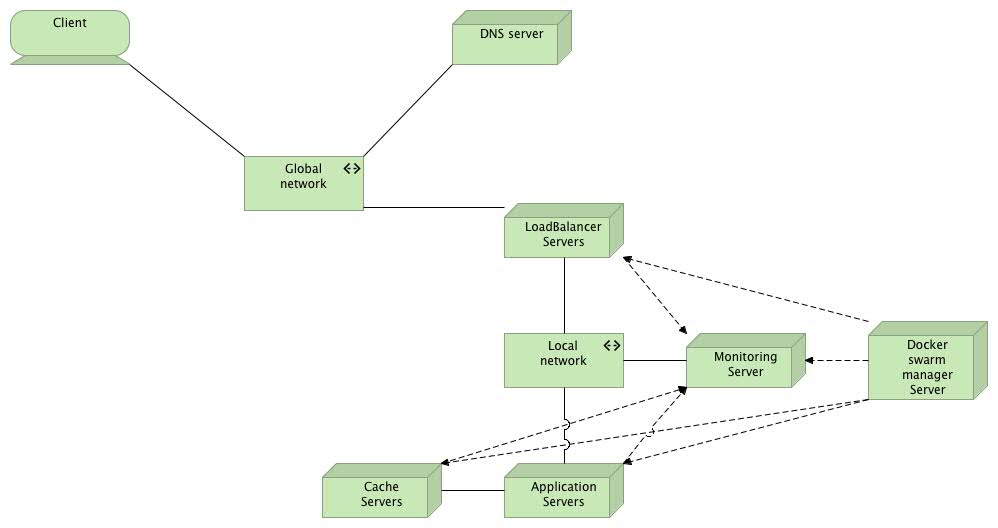 Client
DNS server
Global
network
LoadBalancer
Servers
Local
network
Monitoring
Server
Docker
swarm
manager
Server
Cache
Servers
Application
Servers